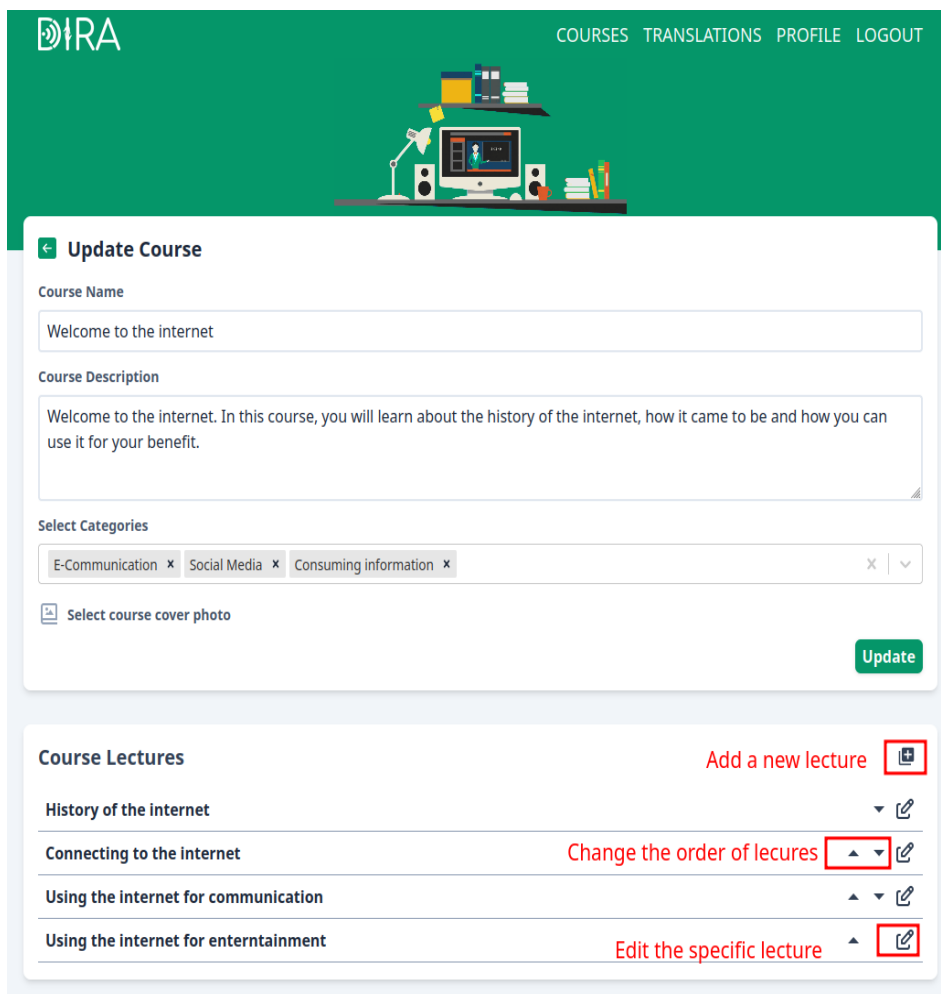 DIRA
COURSES TRANSLATIONS PROFILE LOGOUT
Update Course
Course Name
Welcome to the internet
Course Description
Welcome to the internet. In this course, you will learn about the history of the internet, how it came to be and how you can
use it for your benefit.
Select Categories
E-Communication x Social Media x Consuming information x
Select course cover photo
Update
Course Lectures
Add a new lecture
History of the internet
Connecting to the internet
Change the order of lecures
Using the internet for communication
Using the internet for enterntainment
Edit the specific lecture